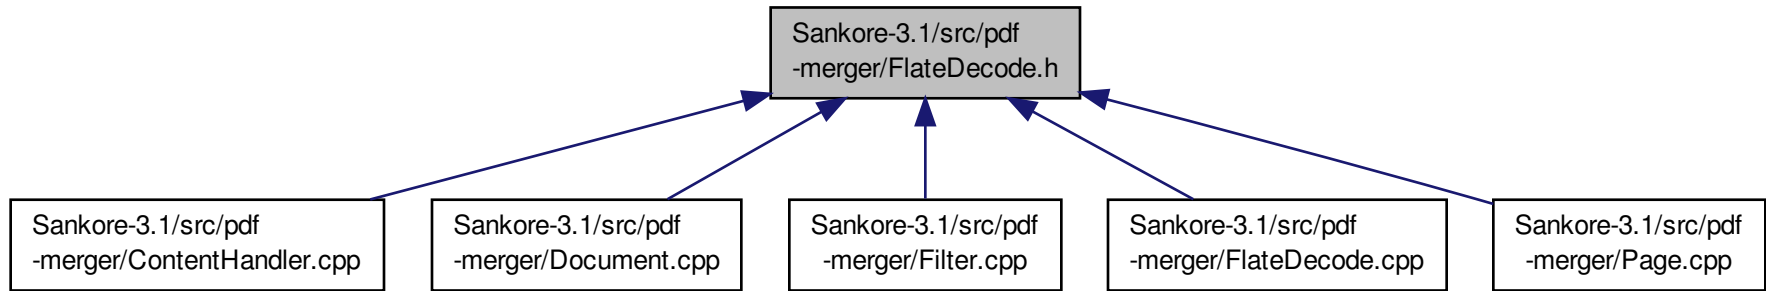 Sankore-3.1/src/pdf
-merger/FlateDecode.h
Sankore-3.1/src/pdf
-merger/ContentHandler.cpp
Sankore-3.1/src/pdf
-merger/Document.cpp
Sankore-3.1/src/pdf
-merger/Filter.cpp
Sankore-3.1/src/pdf
-merger/FlateDecode.cpp
Sankore-3.1/src/pdf
-merger/Page.cpp